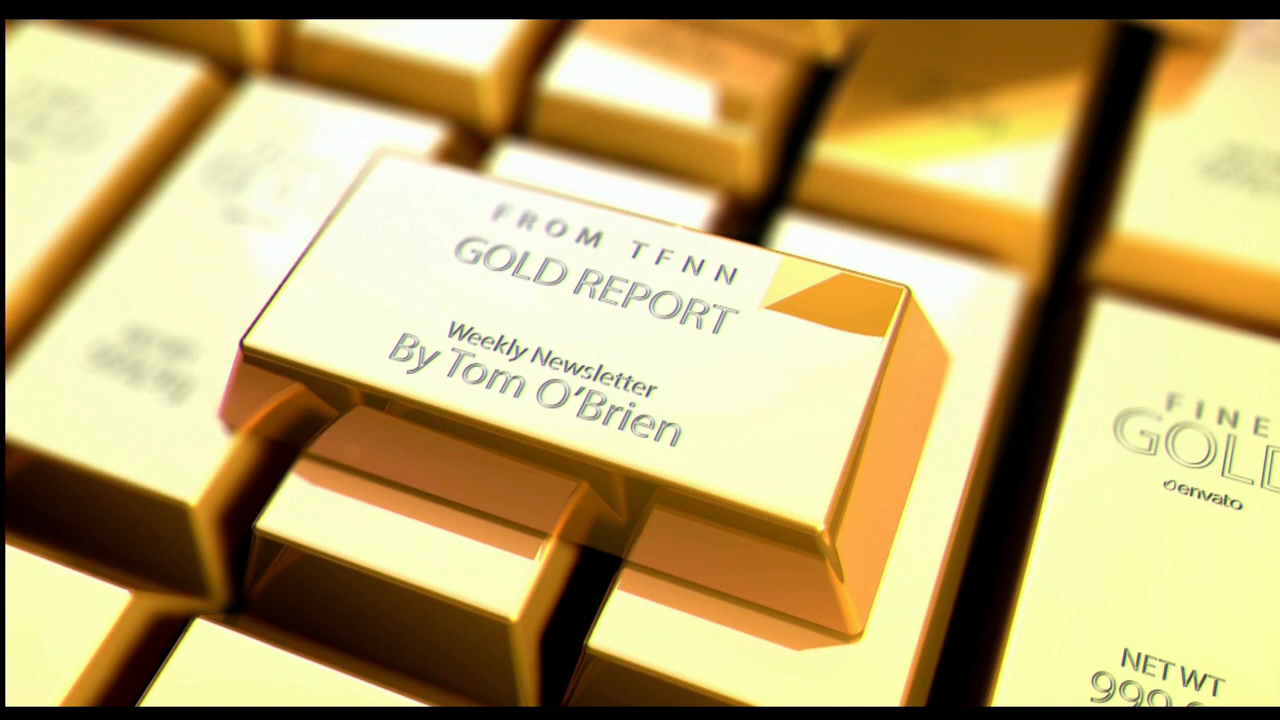 FROM TFNN
GOLD REPORT
Weekly Newsletter
By Tom O'Brien
FINE
GOLD
envato
NET WT